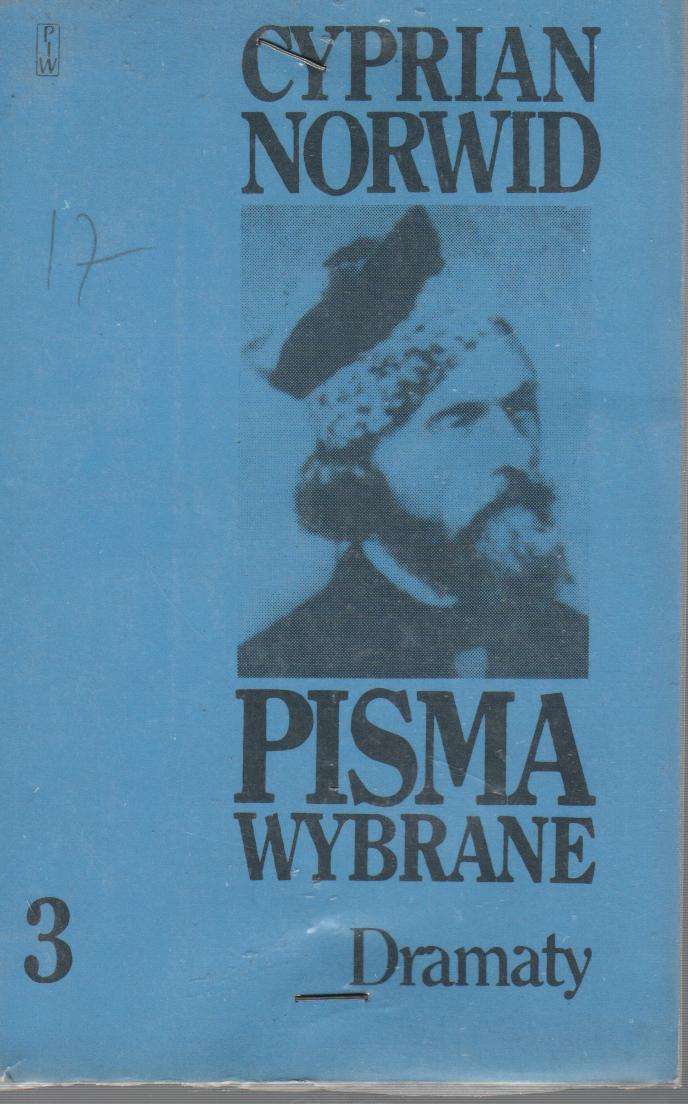 PIW
CYPRIAN
NORWID
17
PISMA
WYBRANE
3
Dramaty